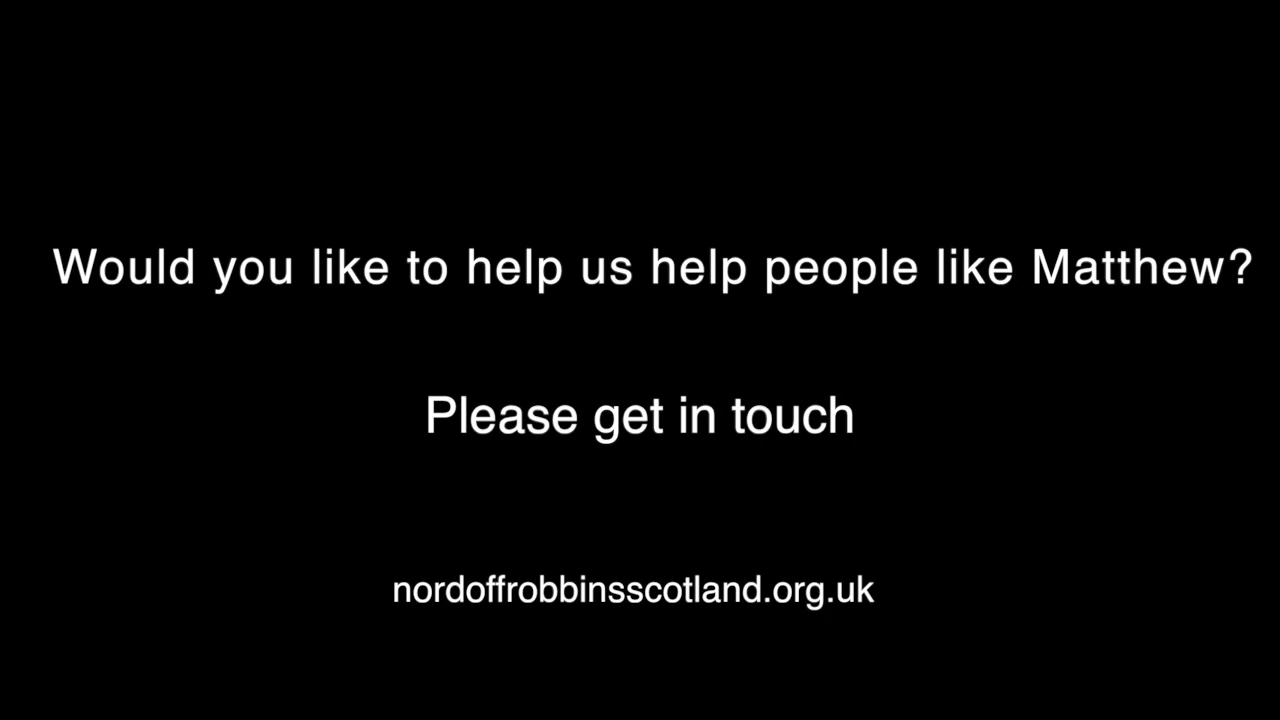 Would you like to help us help people like Matthew?
Please get in touch
nordoffrobbinsscotland.org.uk